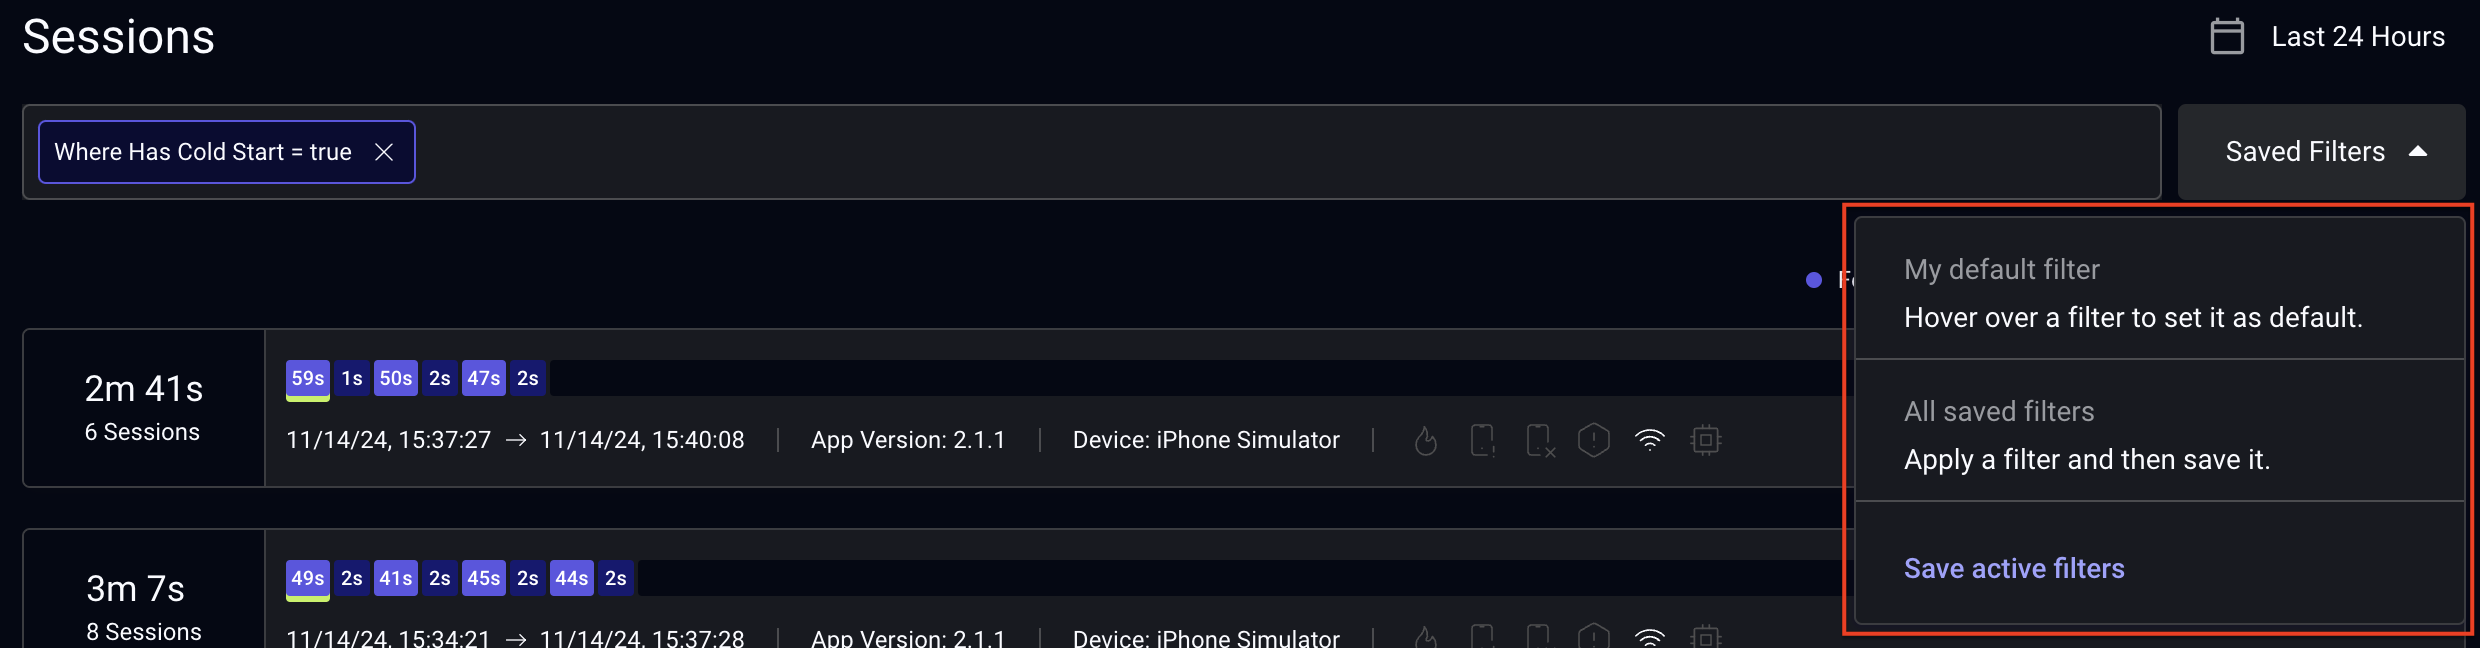 Sessions
Last 24 Hours
Where Has Cold Start = true
Saved Filters
My default filter
Hover over a filter to set it as default.
All saved filters
Apply a filter and then save it.
Save active filters
2m 41s
6 Sessions
59s 1s 50s 2s 47s 2s
11/14/24, 15:37:27 → 11/14/24, 15:40:08 | App Version: 2.1.1 | Device: iPhone Simulator |
3m 7s
8 Sessions
49s 2s 41s 2s 45s 2s 44s 2s
11/14/24, 15:34:21 → 11/14/24, 15:37:28 | App Version: 2.1.1 | Device: iPhone Simulator |